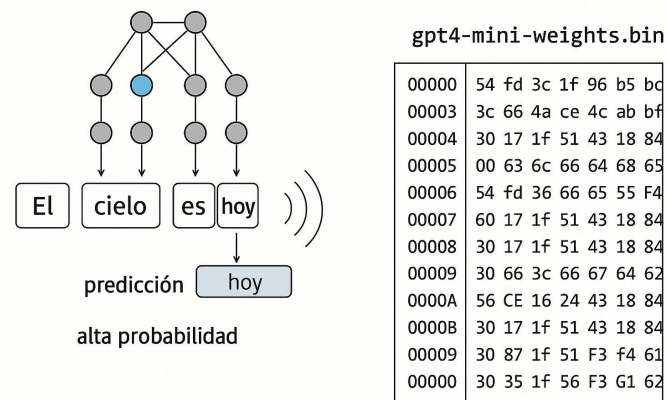 El cielo es hoy
predicción hoy
alta probabilidad
gpt4-mini-weights.bin
00000 54 fd 3c 1f 96 b5 bc
00003 3c 66 4a ce 4c ab bf
00004 30 17 1f 51 43 18 84
00005 00 63 6c 66 64 68 65
00006 54 fd 36 66 65 55 F4
00007 60 17 1f 51 43 18 84
00008 30 17 1f 51 43 18 84
00009 30 66 3c 66 67 64 62
0000A 56 CE 16 24 43 18 84
0000B 30 17 1f 51 43 18 84
00009 30 87 1f 51 F3 f4 61
00000 30 35 1f 56 F3 G1 62